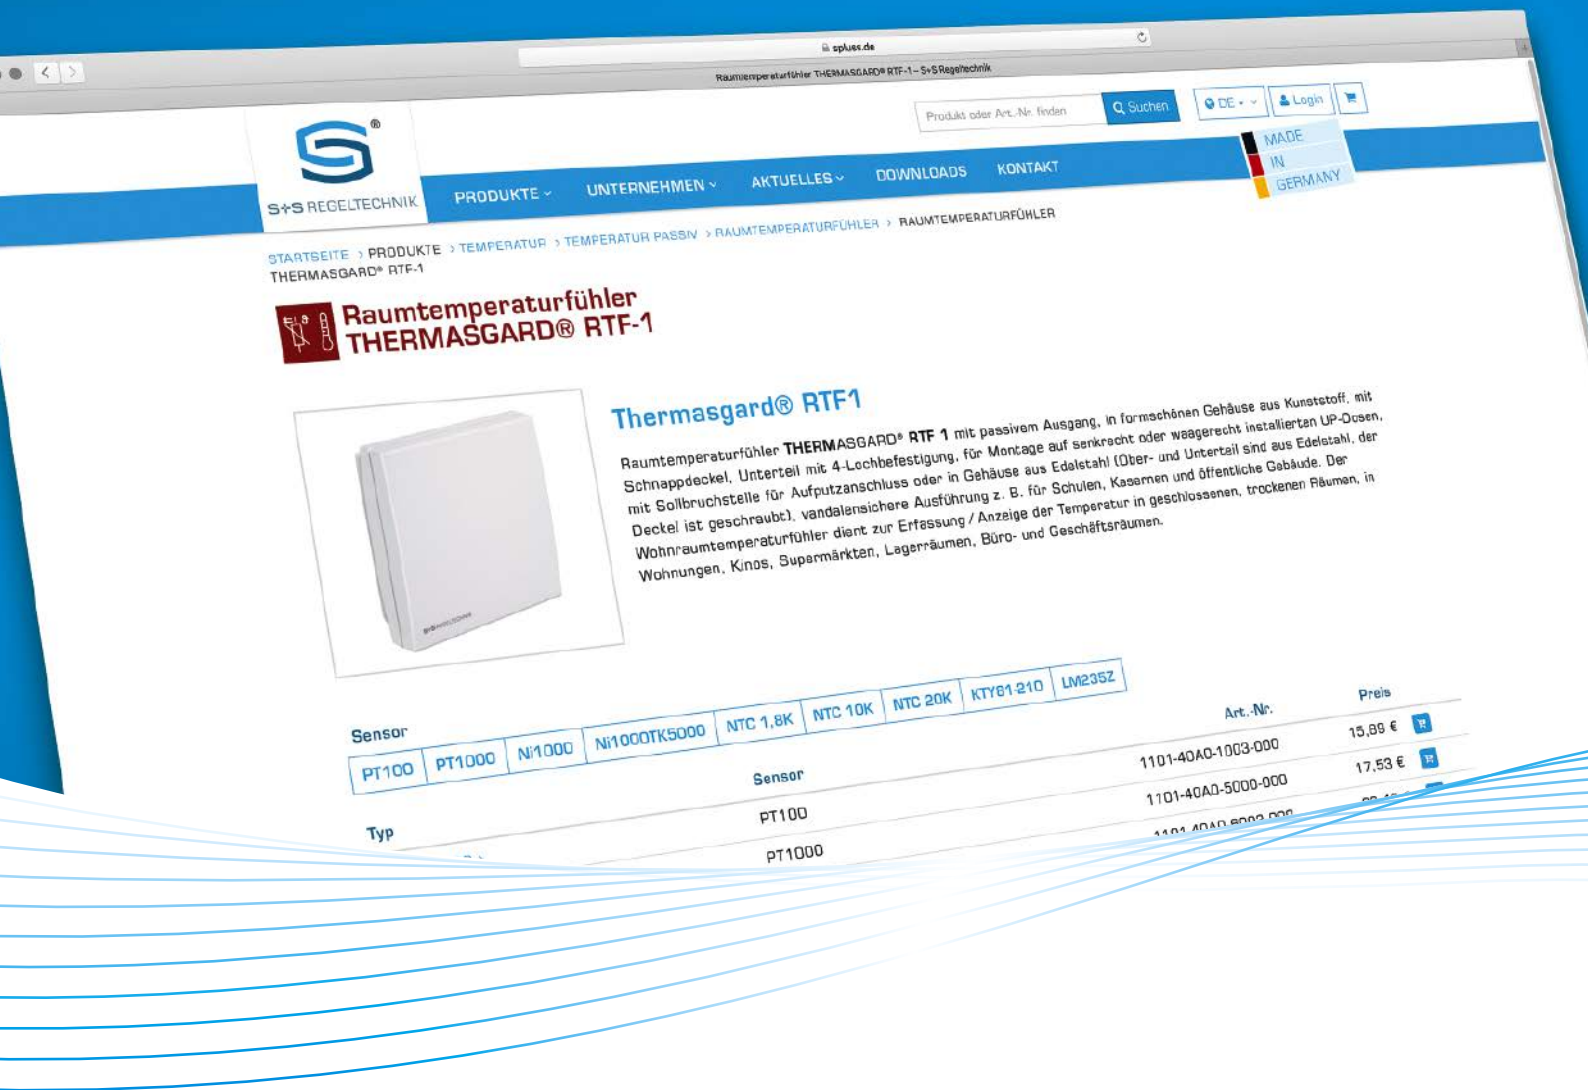 splues.de
Raumtemperaturfühler THERMASGARD® RTF-1 – S+S Regeltechnik
Produkt oder Art.-Nr. finden
Suchen
DE
Login
®
S+S REGELTECHNIK
PRODUKTE
UNTERNEHMEN
AKTUELLES
DOWNLOADS
KONTAKT
MADE
IN
GERMANY
STARTSEITE > PRODUKTE > TEMPERATUR > TEMPERATUR PASSIV > RAUMTEMPERATURFÜHLER > RAUMTEMPERATURFÜHLER
THERMASGARD® RTF-1
Raumtemperaturfühler
THERMASGARD® RTF-1
Thermasgard® RTF1
Raumtemperaturfühler THERMASGARD® RTF 1 mit passivem Ausgang, in formschönen Gehäuse aus Kunststoff, mit
Schnappdeckel, Unterteil mit 4-Lochbefestigung, für Montage auf senkrecht oder waagerecht installierten UP-Dosen,
mit Sollbruchstelle für Aufputzanschluss oder in Gehäuse aus Edelstahl (Ober- und Unterteil sind aus Edelstahl, der
Deckel ist geschraubt), vandalensichere Ausführung z. B. für Schulen, Kasernen und öffentliche Gebäude. Der
Wohnraumtemperaturfühler dient zur Erfassung / Anzeige der Temperatur in geschlossenen, trockenen Räumen, in
Wohnungen, Kinos, Supermärkten, Lagerräumen, Büro- und Geschäftsräumen.
S+S REGELTECHNIK
Sensor
PT100 PT1000 Ni1000 Ni1000TK5000 NTC 1,8K NTC 10K NTC 20K KTY81-210 LM235Z
Typ Sensor Art.-Nr. Preis
PT100 1101-40A0-1003-000 15,89 €
PT1000 1101-40A0-5000-000 17,53 €